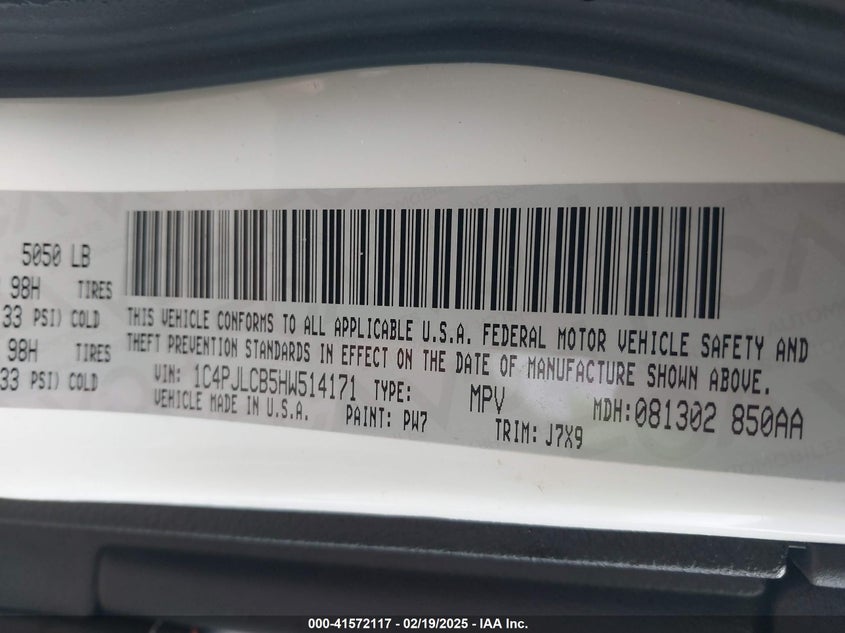 5050 LB
98H TIRES
33 PSI) COLD
98H TIRES
33 PSI) COLD
THIS VEHICLE CONFORMS TO ALL APPLICABLE U.S.A. FEDERAL MOTOR VEHICLE SAFETY AND
THEFT PREVENTION STANDARDS IN EFFECT ON THE DATE OF MANUFACTURE SHOWN ABOVE.
VIN: 1C4PJLCB5HW514171 TYPE: MPV MDH:081302 850AA
VEHICLE MADE IN U.S.A. PAINT: PW7 TRIM: J7X9
000-41572117 - 02/19/2025 - IAA Inc.